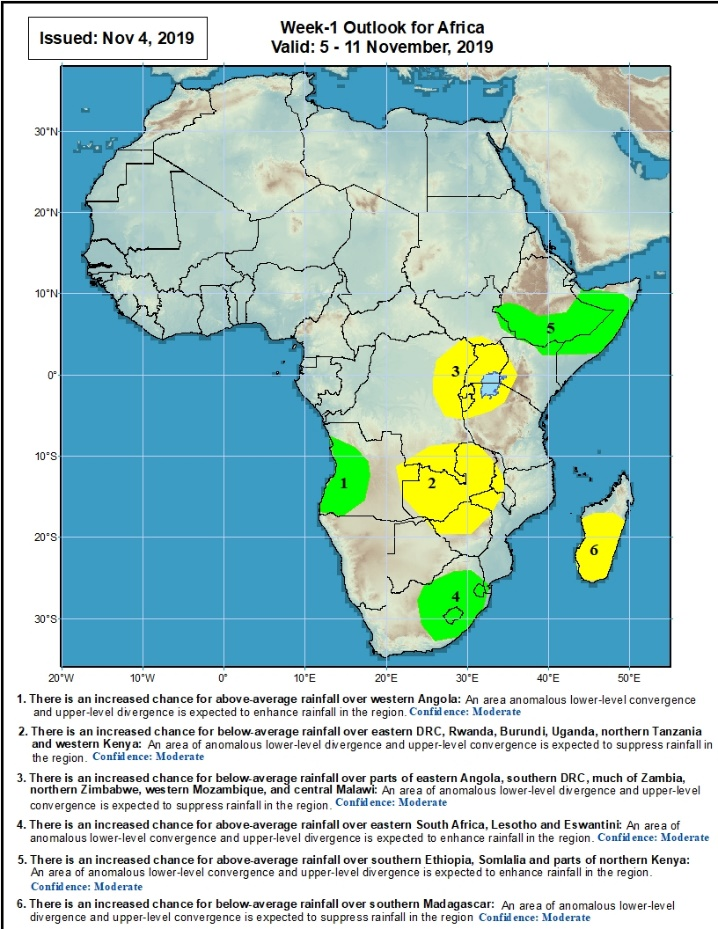 Issued: Nov 4, 2019
Week-1 Outlook for Africa
Valid: 5 - 11 November, 2019
30°N
20°N
10°N
0°
10°S
20°S
30°S
5
3
1
2
6
4
20°W 10°W 0° 10°E 20°E 30°E 40°E 50°E
1. There is an increased chance for above-average rainfall over western Angola: An area anomalous lower-level convergence
and upper-level divergence is expected to enhance rainfall in the region. Confidence: Moderate
2. There is an increased chance for below-average rainfall over eastern DRC, Rwanda, Burundi, Uganda, northern Tanzania
and western Kenya: An area of anomalous lower-level divergence and upper-level convergence is expected to suppress rainfall in
the region. Confidence: Moderate
3. There is an increased chance for below-average rainfall over parts of eastern Angola, southern DRC, much of Zambia,
northern Zimbabwe, western Mozambique, and central Malawi: An area of anomalous lower-level divergence and upper-level
convergence is expected to suppress rainfall in the region. Confidence: Moderate
4. There is an increased chance for above-average rainfall over eastern South Africa, Lesotho and Eswantini: An area of
anomalous lower-level convergence and upper-level divergence is expected to enhance rainfall in the region. Confidence: Moderate
5. There is an increased chance for above-average rainfall over southern Ethiopia, Somlalia and parts of northern Kenya:
An area of anomalous lower-level convergence and upper-level divergence is expected to enhance rainfall in the region.
Confidence: Moderate
6. There is an increased chance for below-average rainfall over southern Madagascar: An area of anomalous lower-level
divergence and upper-level convergence is expected to suppress rainfall in the region Confidence: Moderate